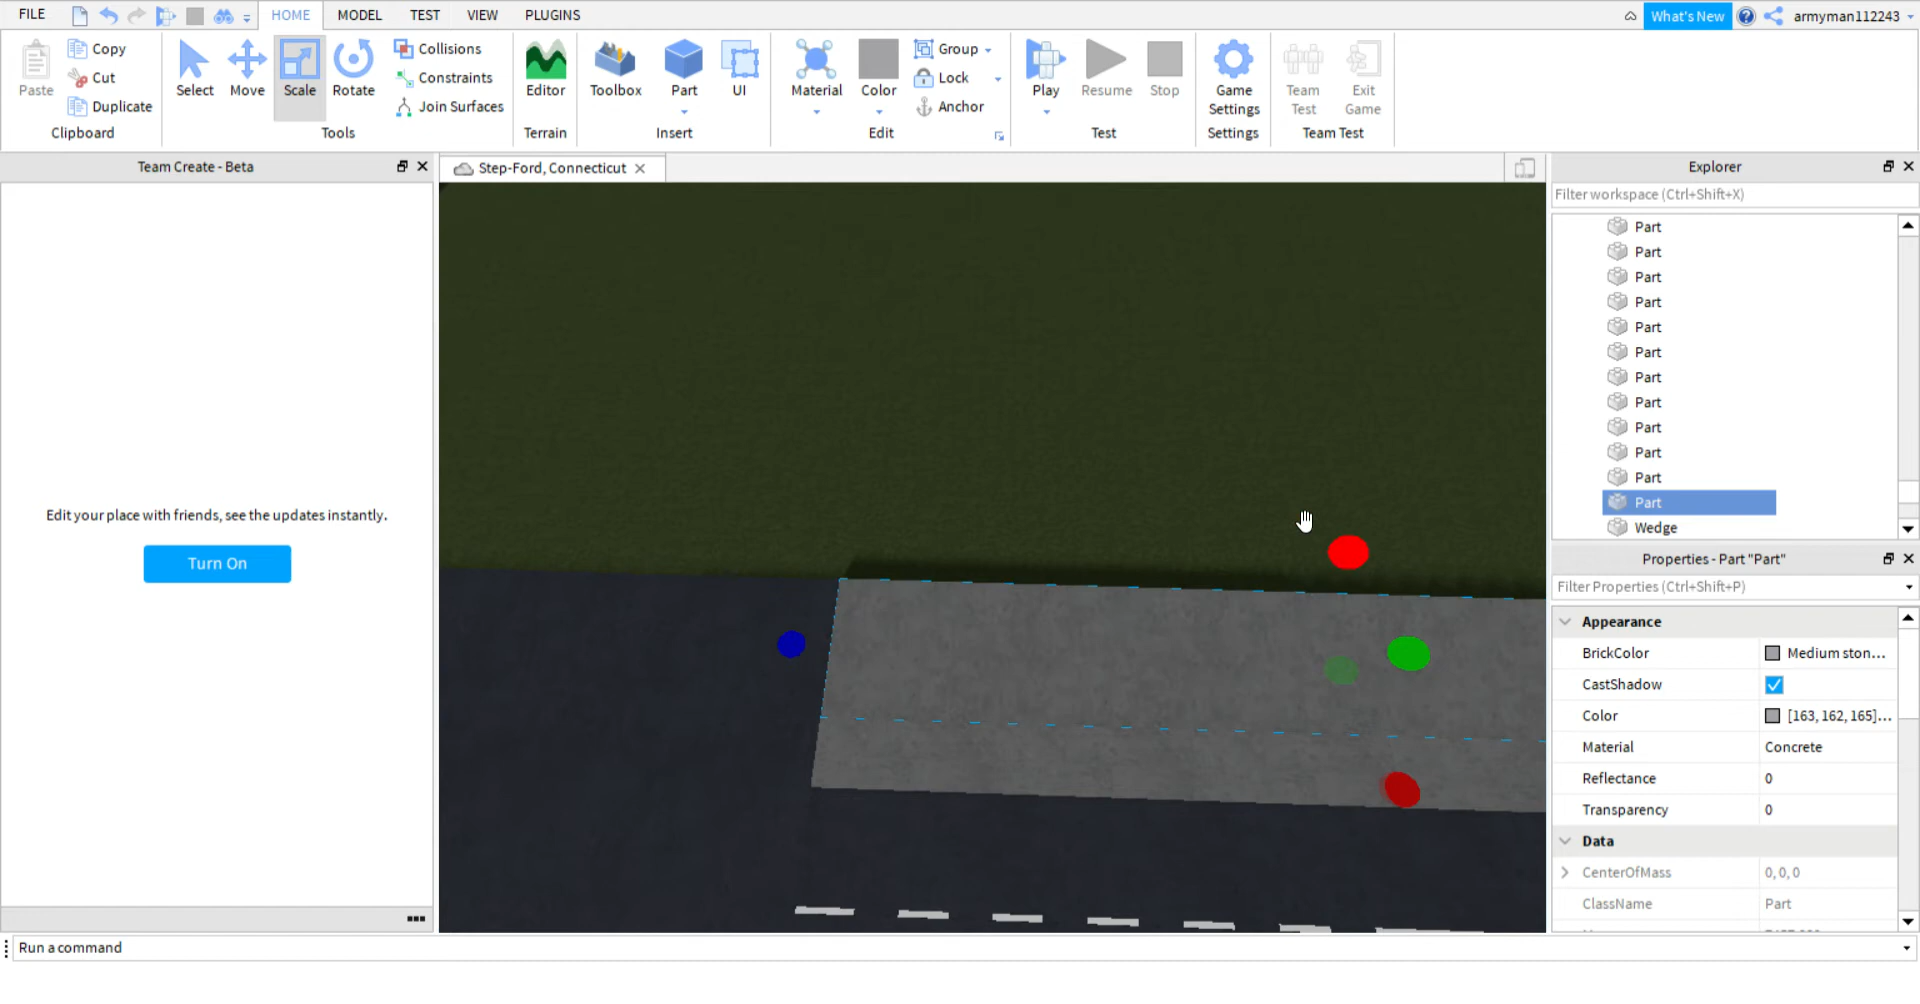 FILE
HOME
MODEL
TEST
VIEW
PLUGINS
What's New
armyman112243
Paste
Copy
Cut
Duplicate
Clipboard
Select
Move
Scale
Rotate
Collisions
Constraints
Join Surfaces
Tools
Editor
Terrain
Toolbox
Part
UI
Insert
Material
Color
Group
Lock
Anchor
Edit
Play
Resume
Stop
Test
Game
Settings
Settings
Team
Test
Exit
Game
Team Test
Team Create - Beta
Step-Ford, Connecticut
Explorer
Filter workspace (Ctrl+Shift+X)
Part
Part
Part
Part
Part
Part
Part
Part
Part
Part
Part
Part
Wedge
Edit your place with friends, see the updates instantly.
Turn On
Properties - Part "Part"
Filter Properties (Ctrl+Shift+P)
Appearance
BrickColor Medium ston...
CastShadow
Color [163, 162, 165]...
Material Concrete
Reflectance 0
Transparency 0
Data
CenterOfMass 0, 0, 0
ClassName Part
Run a command